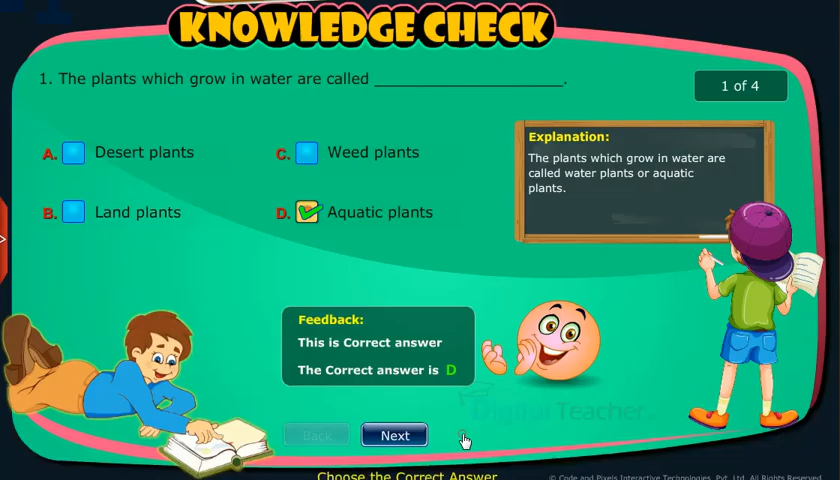 KNOWLEDGE CHECK
1. The plants which grow in water are called ____________________.
1 of 4
A. Desert plants
C. Weed plants
B. Land plants
D. Aquatic plants
Explanation:
The plants which grow in water are
called water plants or aquatic
plants.
Feedback:
This is Correct answer
The Correct answer is D
Digital Teacher
Back
Next
Choose the Correct Answer
© Code and Pixels Interactive Technologies, Pvt. Ltd. All Rights Reserved